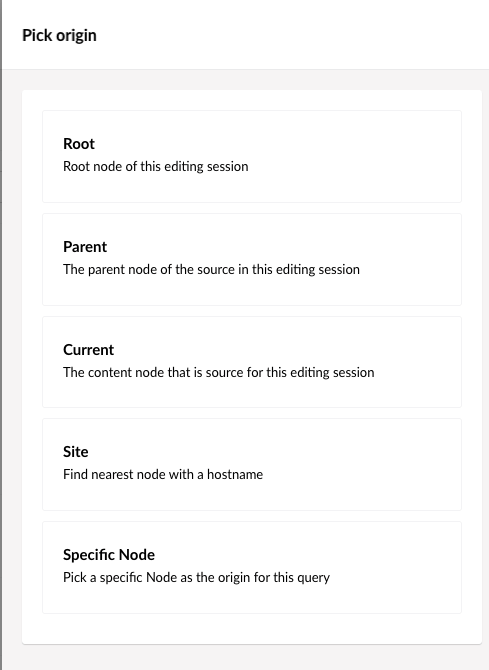 Pick origin
Root
Root node of this editing session
Parent
The parent node of the source in this editing session
Current
The content node that is source for this editing session
Site
Find nearest node with a hostname
Specific Node
Pick a specific Node as the origin for this query